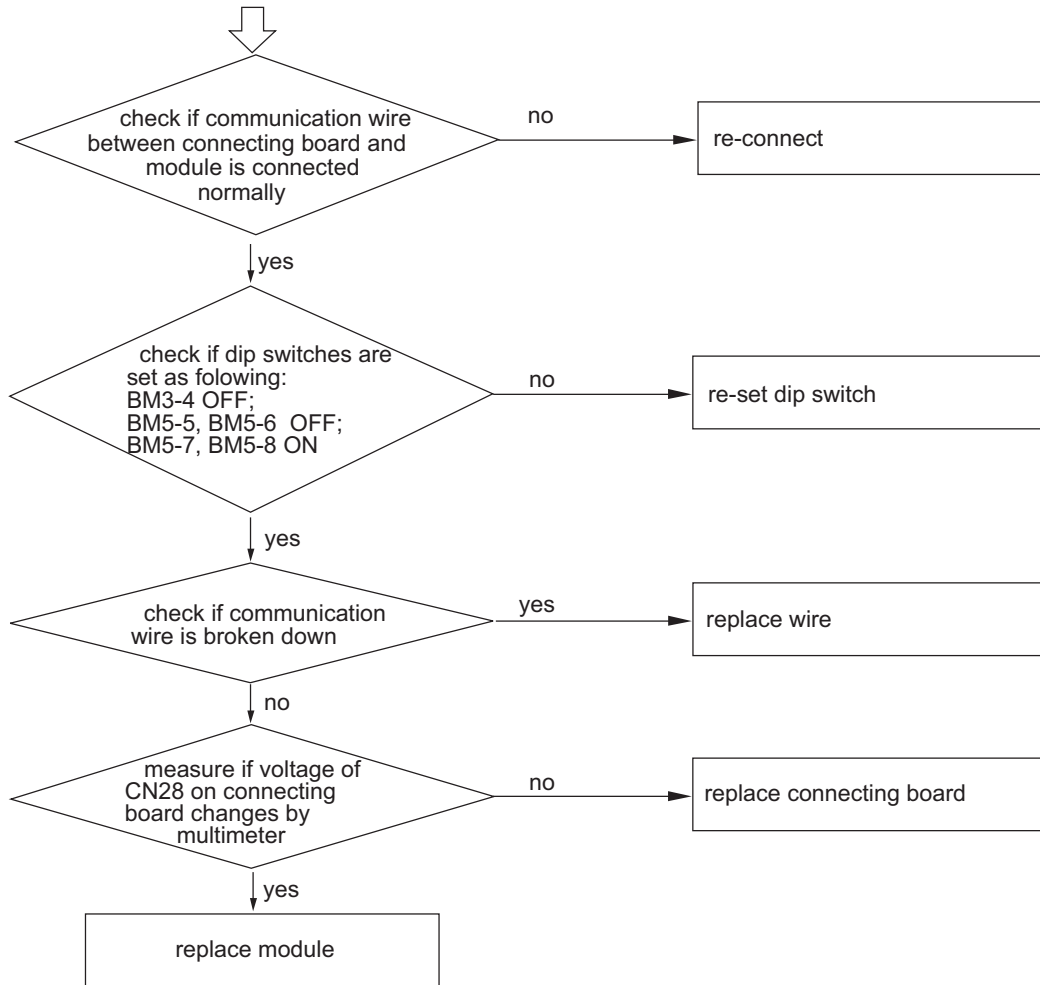 check if communication wire
between connecting board and
module is connected
normally
no
re-connect
yes
check if dip switches are
set as folowing:
BM3-4 OFF;
BM5-5, BM5-6 OFF;
BM5-7, BM5-8 ON
no
re-set dip switch
yes
check if communication
wire is broken down
yes
replace wire
no
measure if voltage of
CN28 on connecting
board changes by
multimeter
no
replace connecting board
yes
replace module